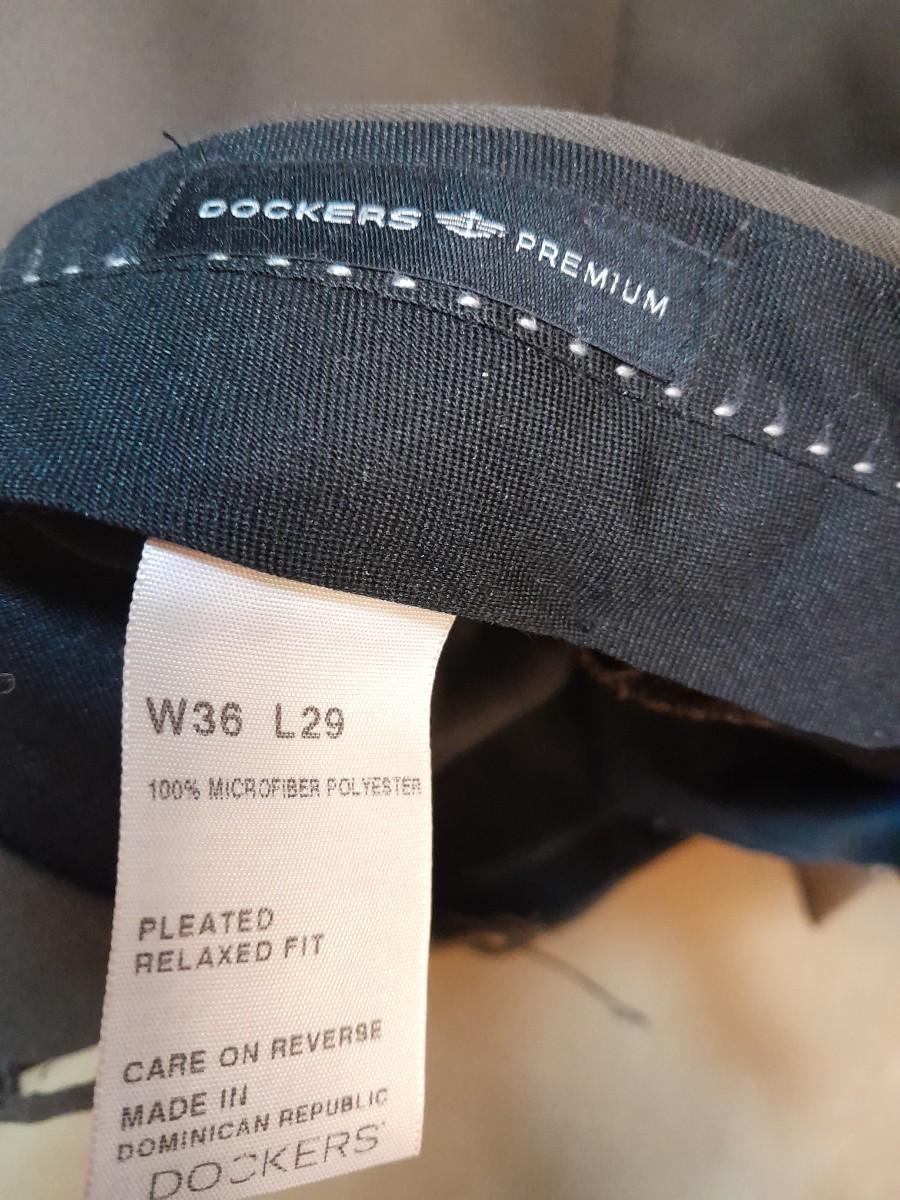 DOCKERS PREMIUM
W36 L29
100% MICROFIBER POLYESTER
PLEATED
RELAXED FIT
CARE ON REVERSE
MADE IN
DOMINICAN REPUBLIC
DOCKERS